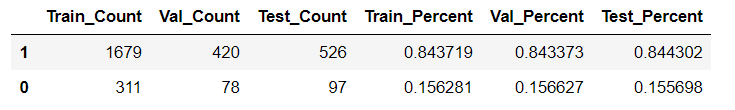 Train_Count Val_Count Test_Count Train_Percent Val_Percent Test_Percent
1 1679 420 526 0.843719 0.843373 0.844302
0 311 78 97 0.156281 0.156627 0.155698